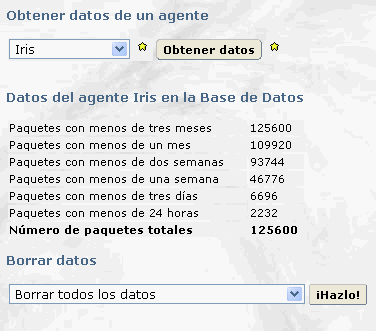 Obtener datos de un agente
Iris Obtener datos
Datos del agente Iris en la Base de Datos
Paquetes con menos de tres meses 125600
Paquetes con menos de un mes 109920
Paquetes con menos de dos semanas 93744
Paquetes con menos de una semana 46776
Paquetes con menos de tres días 6696
Paquetes con menos de 24 horas 2232
Número de paquetes totales 125600
Borrar datos
Borrar todos los datos ¡Hazlo!